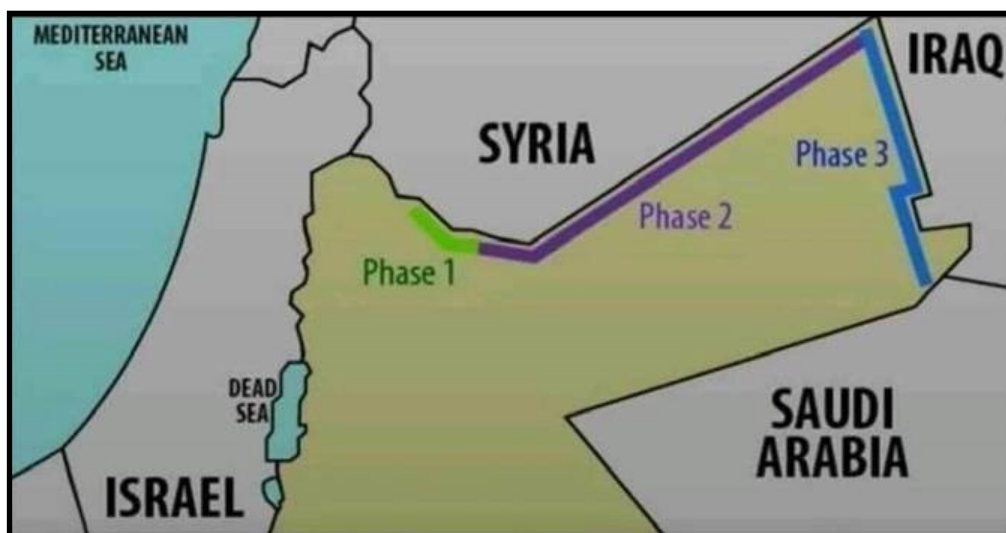 MEDITERRANEAN
SEA
IRAQ
SYRIA
Phase 3
Phase 2
Phase 1
DEAD
SEA
SAUDI
ARABIA
ISRAEL